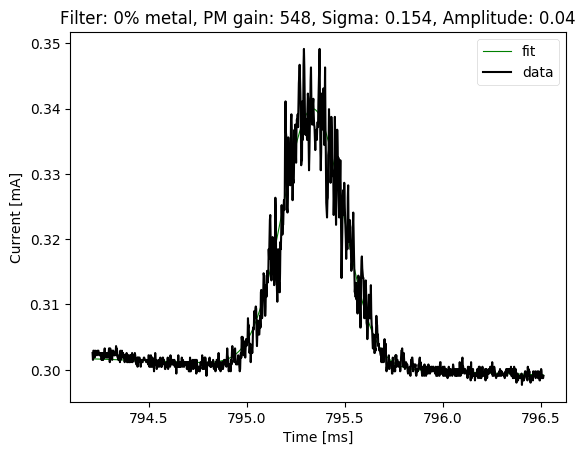 Filter: 0% metal, PM gain: 548, Sigma: 0.154, Amplitude: 0.04
fit
data
0.35
0.34
0.33
0.32
0.31
0.30
Current [mA]
794.5
795.0
795.5
796.0
796.5
Time [ms]